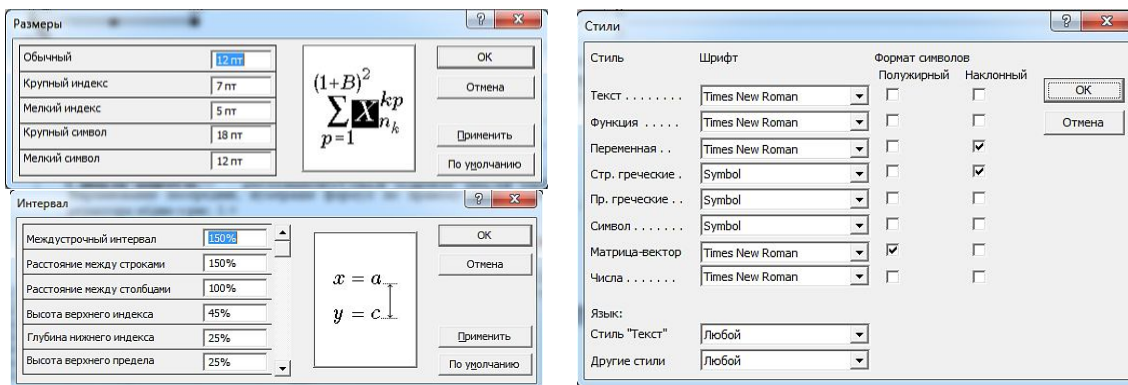 Размеры
Обычный 12 пт
Крупный индекс 7 пт
Мелкий индекс 5 пт
Крупный символ 18 пт
Мелкий символ 12 пт
(1+B)²
∑ X kp n k
p=1
OK
Отмена
Применить
По умолчанию
Интервал
Междустрочный интервал 150%
Расстояние между строками 150%
Расстояние между столбцами 100%
Высота верхнего индекса 45%
Глубина нижнего индекса 25%
Высота верхнего предела 25%
x = a
y = c
OK
Отмена
Применить
По умолчанию
Стили
Стиль Шрифт Формат символов
Полужирный Наклонный
Текст . . . . . . . . Times New Roman
Функция . . . . . Times New Roman
Переменная . . Times New Roman
Стр. греческие . Symbol
Пр. греческие . . Symbol
Символ . . . . . . . Symbol
Матрица-вектор Times New Roman
Числа . . . . . . . Times New Roman
Язык:
Стиль "Текст" Любой
Другие стили Любой
OK
Отмена